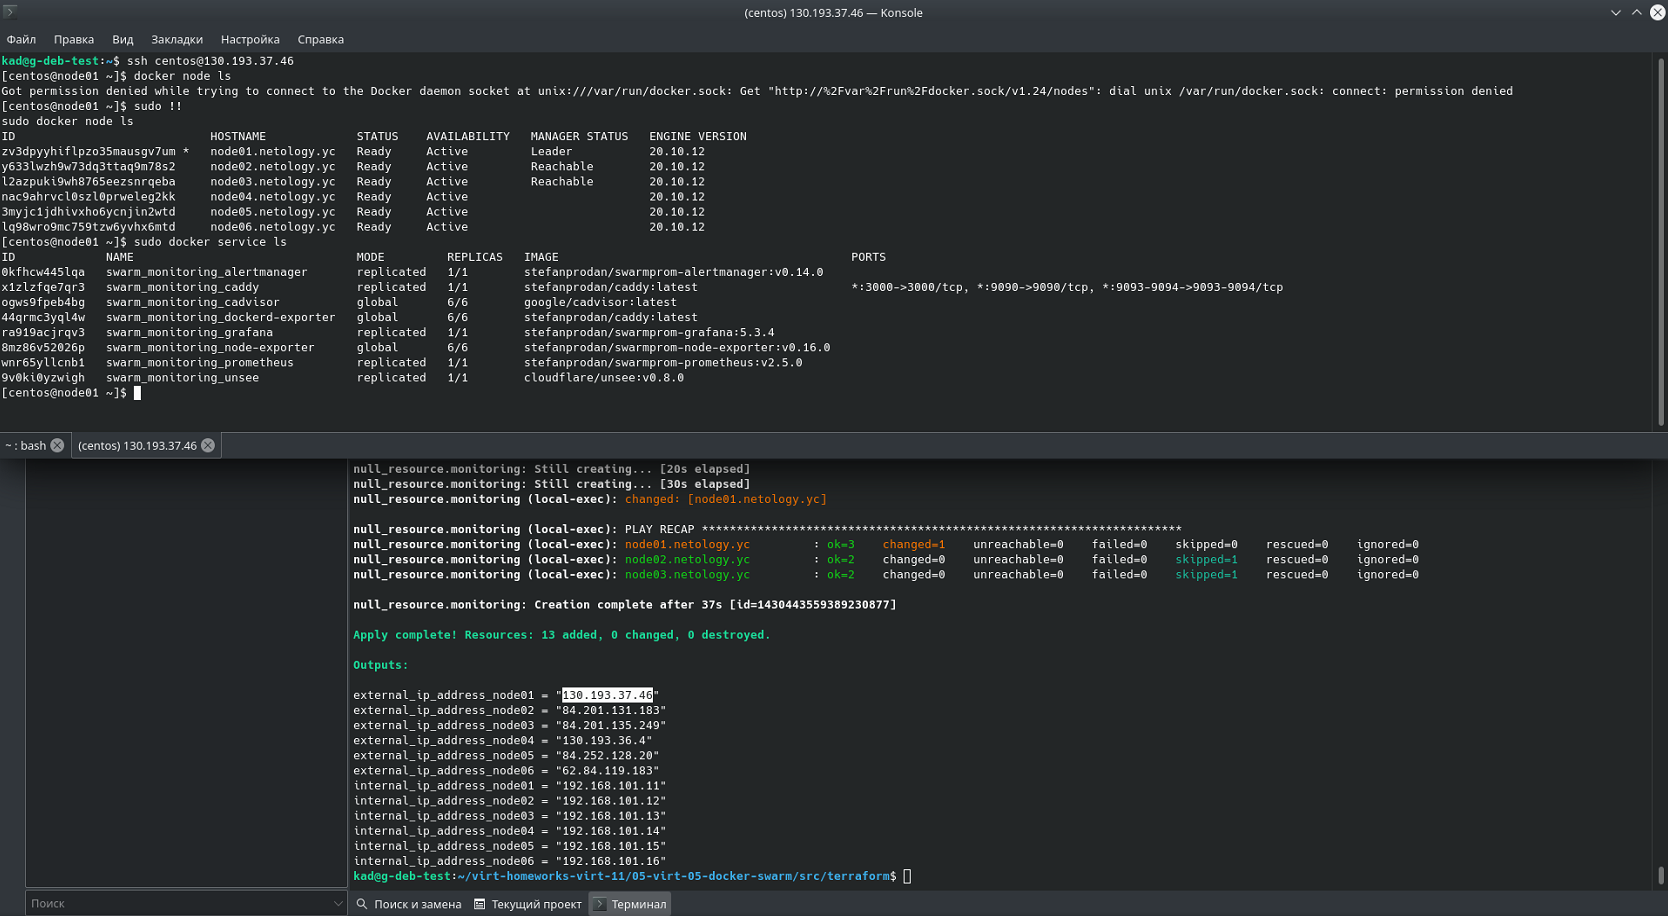 (centos) 130.193.37.46 — Konsole
Файл Правка Вид Закладки Настройка Справка
kad@g-deb-test:~$ ssh centos@130.193.37.46
[centos@node01 ~]$ docker node ls
Got permission denied while trying to connect to the Docker daemon socket at unix:///var/run/docker.sock: Get "http://%2Fvar%2Frun%2Fdocker.sock/v1.24/nodes": dial unix /var/run/docker.sock: connect: permission denied
[centos@node01 ~]$ sudo !!
sudo docker node ls
ID HOSTNAME STATUS AVAILABILITY MANAGER STATUS ENGINE VERSION
zv3dpyyhiflpzo35mausgv7um * node01.netology.yc Ready Active Leader 20.10.12
y633lwzh9w73dq3ttaq9m78s2 node02.netology.yc Ready Active Reachable 20.10.12
l2azpuki9wh8765eezsnrqeba node03.netology.yc Ready Active Reachable 20.10.12
nac9ahrvcl0szl0prweleg2kk node04.netology.yc Ready Active 20.10.12
3myjc1jdhivxho6ycnjin2wtd node05.netology.yc Ready Active 20.10.12
lq98wro9mc759tzw6yvhx6mtd node06.netology.yc Ready Active 20.10.12
[centos@node01 ~]$ sudo docker service ls
ID NAME MODE REPLICAS IMAGE PORTS
0kfhcw445lqa swarm_monitoring_alertmanager replicated 1/1 stefanprodan/swarmprom-alertmanager:v0.14.0
x1zlzfqe7qr3 swarm_monitoring_caddy replicated 1/1 stefanprodan/caddy:latest *:3000->3000/tcp, *:9090->9090/tcp, *:9093-9094->9093-9094/tcp
ogws9fpeb4bg swarm_monitoring_cadvisor global 6/6 google/cadvisor:latest
44qrmc3yql4w swarm_monitoring_dockerd-exporter global 6/6 stefanprodan/caddy:latest
ra919acjrqv3 swarm_monitoring_grafana replicated 1/1 stefanprodan/swarmprom-grafana:5.3.4
8mz86v52026p swarm_monitoring_node-exporter global 6/6 stefanprodan/swarmprom-node-exporter:v0.16.0
wnr65yllcnb1 swarm_monitoring_prometheus replicated 1/1 stefanprodan/swarmprom-prometheus:v2.5.0
9v0ki0yzwigh swarm_monitoring_unsee replicated 1/1 cloudflare/unsee:v0.8.0
[centos@node01 ~]$
~ : bash (centos) 130.193.37.46
null_resource.monitoring: Still creating... [20s elapsed]
null_resource.monitoring: Still creating... [30s elapsed]
null_resource.monitoring (local-exec): changed: [node01.netology.yc]
null_resource.monitoring (local-exec): PLAY RECAP *********************************************************************
null_resource.monitoring (local-exec): node01.netology.yc : ok=3 changed=1 unreachable=0 failed=0 skipped=0 rescued=0 ignored=0
null_resource.monitoring (local-exec): node02.netology.yc : ok=2 changed=0 unreachable=0 failed=0 skipped=1 rescued=0 ignored=0
null_resource.monitoring (local-exec): node03.netology.yc : ok=2 changed=0 unreachable=0 failed=0 skipped=1 rescued=0 ignored=0
null_resource.monitoring: Creation complete after 37s [id=1430443559389230877]
Apply complete! Resources: 13 added, 0 changed, 0 destroyed.
Outputs:
external_ip_address_node01 = "130.193.37.46"
external_ip_address_node02 = "84.201.131.183"
external_ip_address_node03 = "84.201.135.249"
external_ip_address_node04 = "130.193.36.4"
external_ip_address_node05 = "84.252.128.20"
external_ip_address_node06 = "62.84.119.183"
internal_ip_address_node01 = "192.168.101.11"
internal_ip_address_node02 = "192.168.101.12"
internal_ip_address_node03 = "192.168.101.13"
internal_ip_address_node04 = "192.168.101.14"
internal_ip_address_node05 = "192.168.101.15"
internal_ip_address_node06 = "192.168.101.16"
kad@g-deb-test:~/virt-homeworks-virt-11/05-virt-05-docker-swarm/src/terraform$
Поиск Поиск и замена Текущий проект Терминал